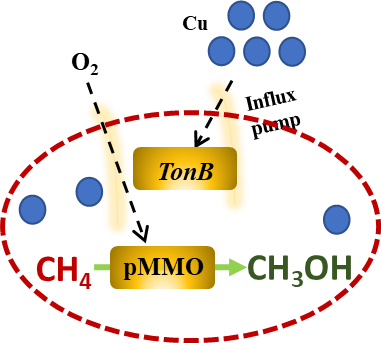 Cu
O₂
Influx
pump
TonB
CH₄ pMMO CH₃OH